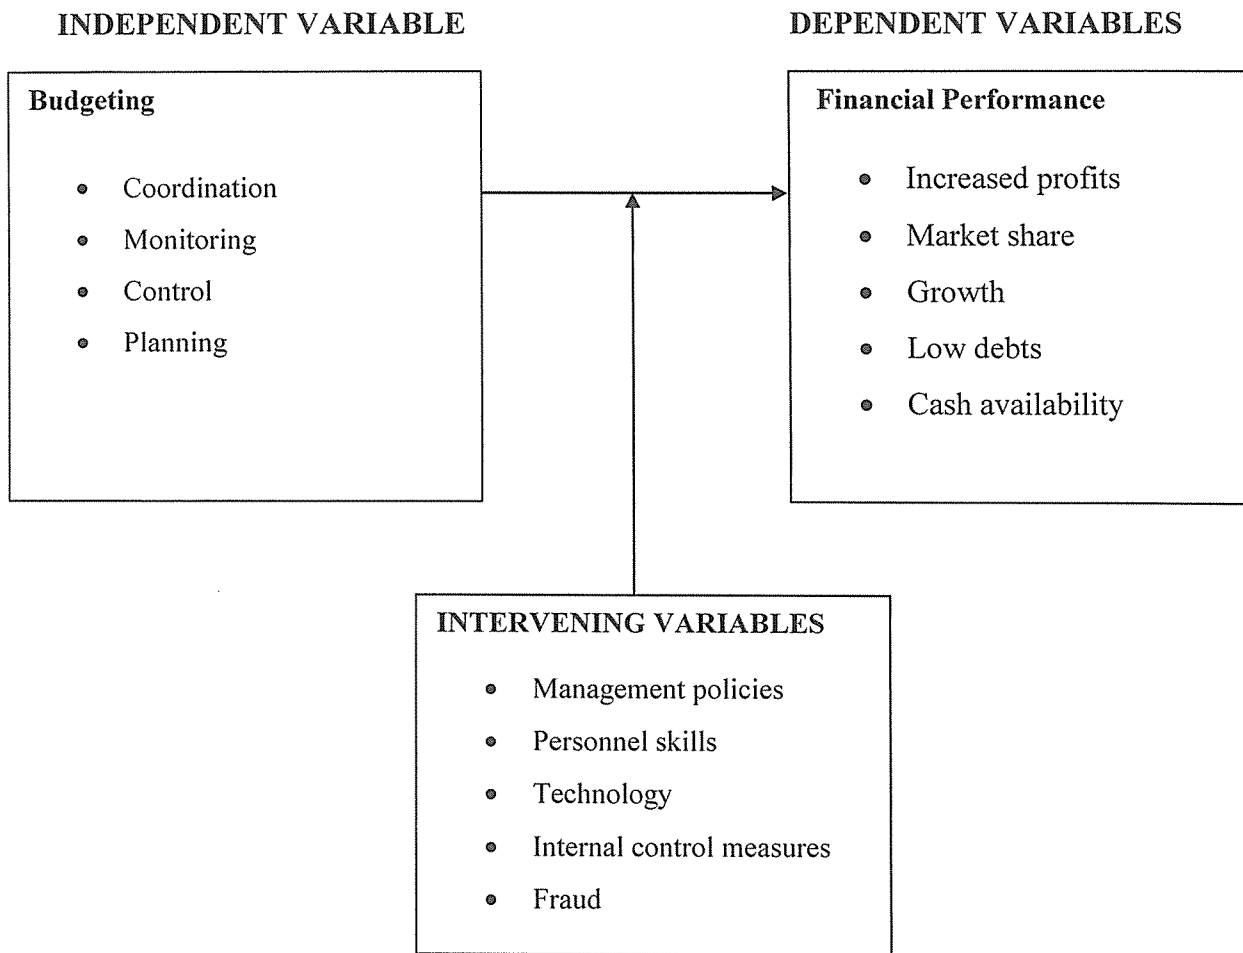 INDEPENDENT VARIABLE
DEPENDENT VARIABLES
Budgeting
• Coordination
• Monitoring
• Control
• Planning
Financial Performance
• Increased profits
• Market share
• Growth
• Low debts
• Cash availability
INTERVENING VARIABLES
• Management policies
• Personnel skills
• Technology
• Internal control measures
• Fraud